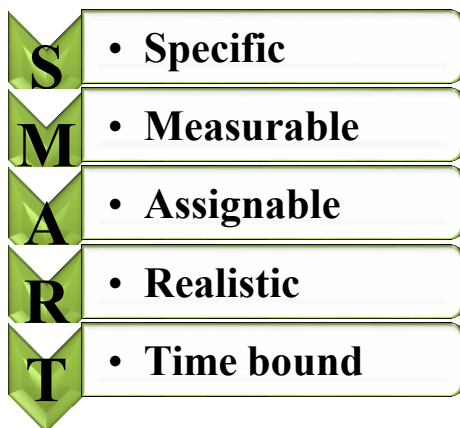 S • Specific
M • Measurable
A • Assignable
R • Realistic
T • Time bound